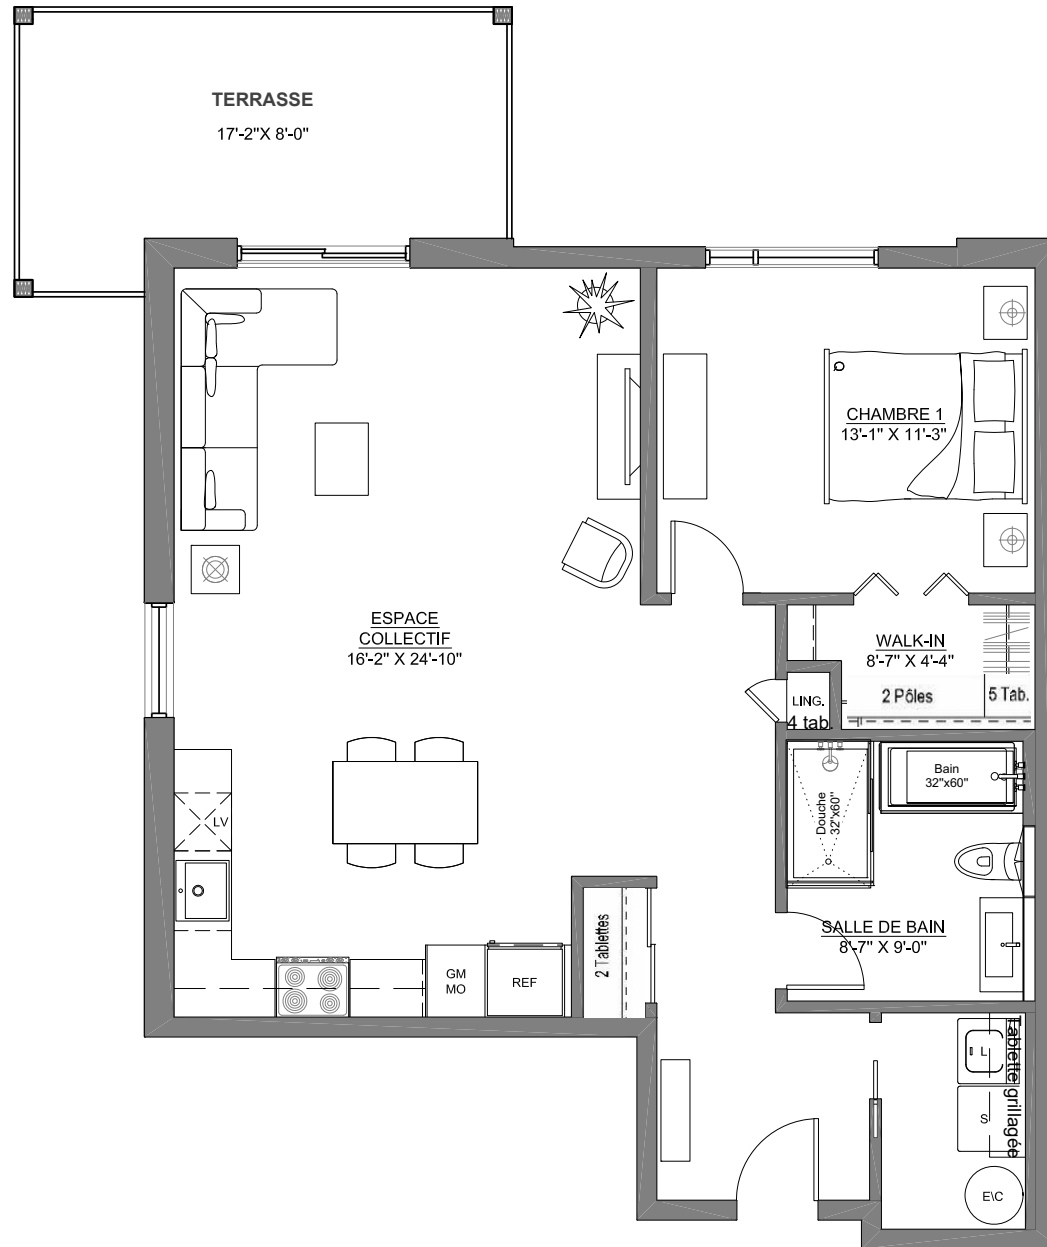 TERRASSE
17'-2"X 8'-0"
CHAMBRE 1
13'-1" X 11'-3"
ESPACE
COLLECTIF
16'-2" X 24'-10"
WALK-IN
8'-7" X 4'-4"
2 Pôles
5 Tab.
LING.
4 tab.
Bain
32"x60"
Douche
32"x60"
LV
SALLE DE BAIN
8'-7" X 9'-0"
2 Tablettes
GM
MO
REF
Tablette grillagée
L
S
E\C